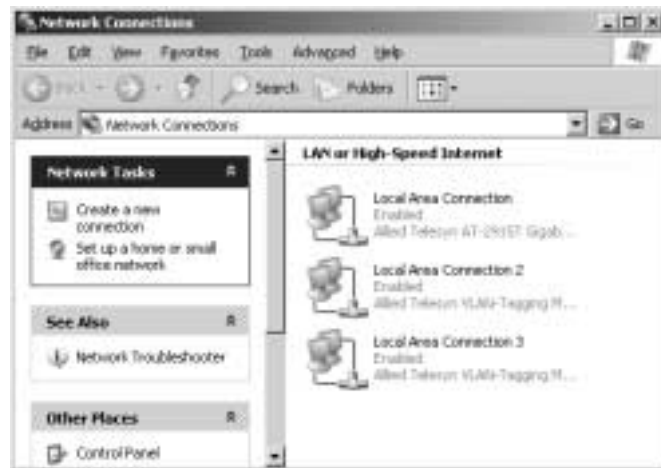 Network Connections
File Edit View Favorites Tools Advanced Help
Back Search Folders
Address Network Connections Go
Network Tasks
Create a new
connection
Set up a home or small
office network
See Also
Network Troubleshooter
Other Places
Control Panel
LAN or High-Speed Internet
Local Area Connection
Enabled
Allied Telesyn AT-2915T Gigab...
Local Area Connection 2
Enabled
Allied Telesyn VLAN-Tagging M...
Local Area Connection 3
Enabled
Allied Telesyn VLAN-Tagging M...